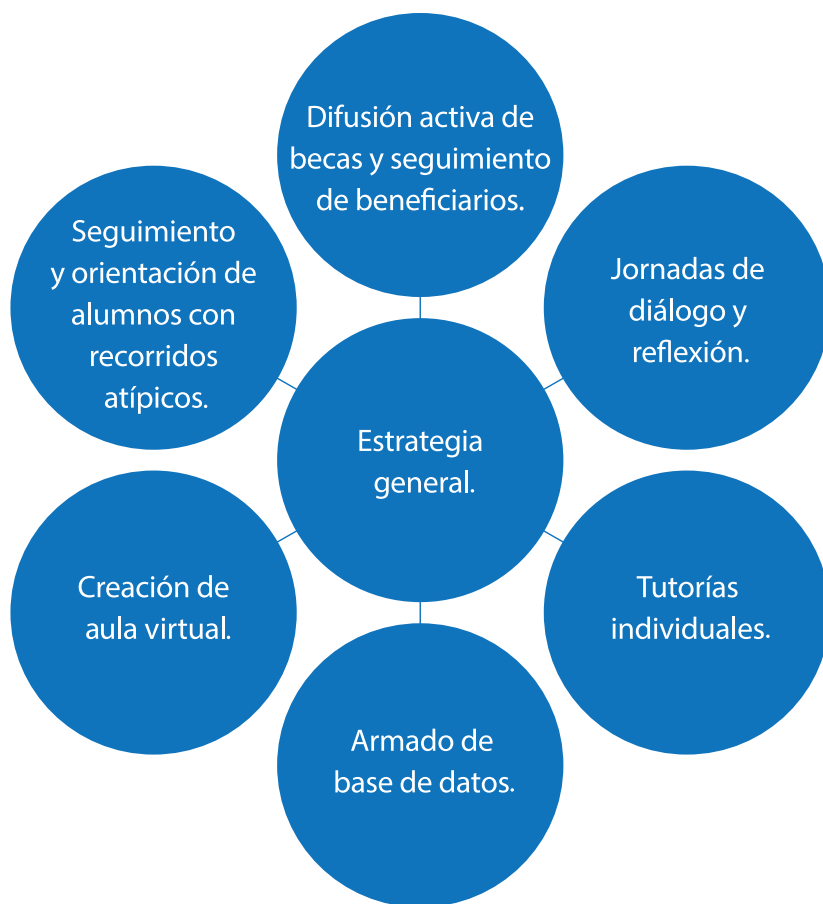 Difusión activa de
becas y seguimiento
de beneficiarios.
Seguimiento
y orientación de
alumnos con
recorridos
atípicos.
Jornadas de
diálogo y
reflexión.
Estrategia
general.
Creación de
aula virtual.
Tutorías
individuales.
Armado de
base de datos.